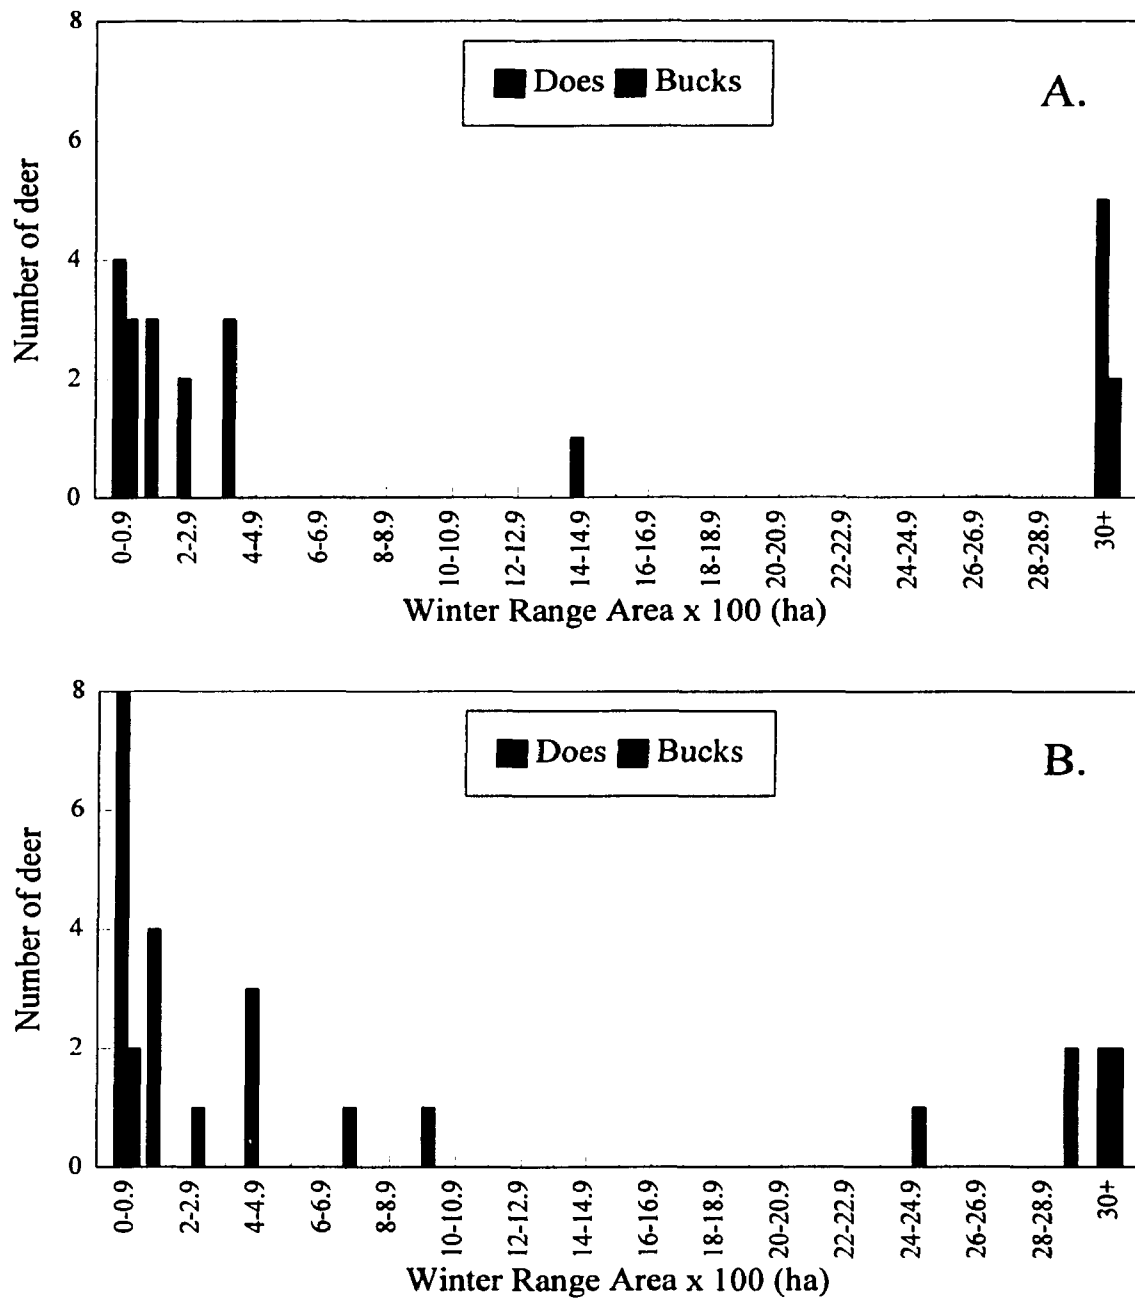 8
Does Bucks
A.
6
4
2
0
Number of deer
0-0.9 2-2.9 4-4.9 6-6.9 8-8.9 10-10.9 12-12.9 14-14.9 16-16.9 18-18.9 20-20.9 22-22.9 24-24.9 26-26.9 28-28.9 30+
Winter Range Area x 100 (ha)
8
Does Bucks
B.
6
4
2
0
Number of deer
0-0.9 2-2.9 4-4.9 6-6.9 8-8.9 10-10.9 12-12.9 14-14.9 16-16.9 18-18.9 20-20.9 22-22.9 24-24.9 26-26.9 28-28.9 30+
Winter Range Area x 100 (ha)